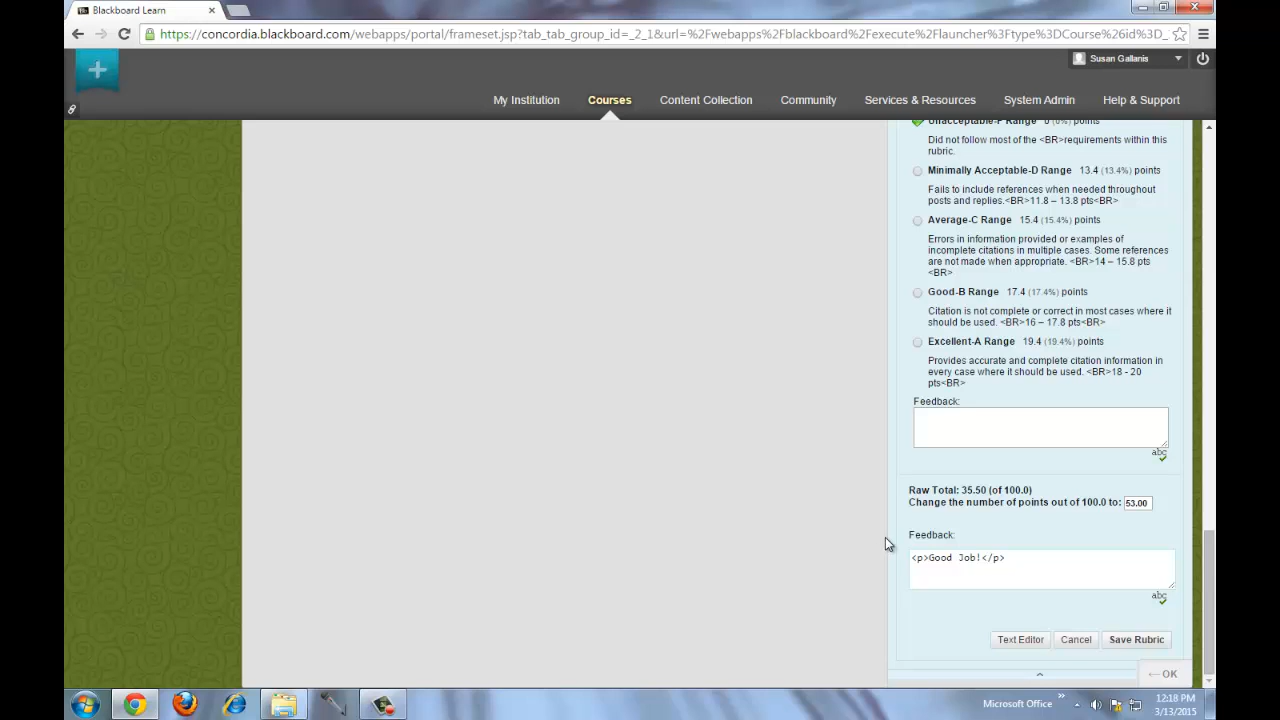 Blackboard Learn
https://concordia.blackboard.com/webapps/portal/frameset.jsp?tab_tab_group_id=_2_1&url=%2Fwebapps%2Fblackboard%2Fexecute%2Flauncher%3Ftype%3DCourse%26id%3D_
Susan Gallanis
My Institution Courses Content Collection Community Services & Resources System Admin Help & Support
Unacceptable-F Range 6 (6%) points
Did not follow most of the <BR>requirements within this
rubric.
Minimally Acceptable-D Range 13.4 (13.4%) points
Fails to include references when needed throughout
posts and replies.<BR>11.8 – 13.8 pts<BR>
Average-C Range 15.4 (15.4%) points
Errors in information provided or examples of
incomplete citations in multiple cases. Some references
are not made when appropriate. <BR>14 – 15.8 pts
<BR>
Good-B Range 17.4 (17.4%) points
Citation is not complete or correct in most cases where it
should be used. <BR>16 – 17.8 pts<BR>
Excellent-A Range 19.4 (19.4%) points
Provides accurate and complete citation information in
every case where it should be used. <BR>18 - 20
pts<BR>
Feedback:
abc
Raw Total: 35.50 (of 100.0)
Change the number of points out of 100.0 to: 53.00
Feedback:
<p>Good Job!</p>
abc
Text Editor Cancel Save Rubric
←OK
Microsoft Office »
12:18 PM
3/13/2015